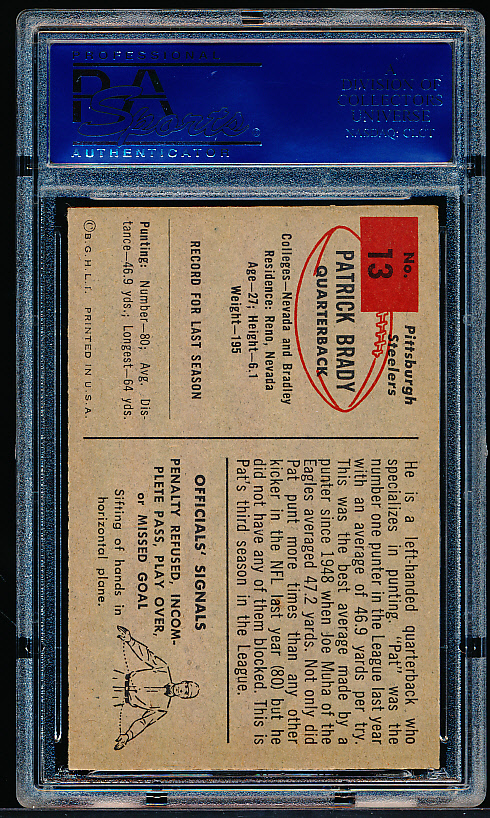 PROFESSIONAL
PSA
Sports
AUTHENTICATOR
A
DIVISION OF
COLLECTORS
UNIVERSE
NASDAQ: CLCT
No.
13
Pittsburgh
Steelers
PATRICK BRADY
QUARTERBACK
Colleges—Nevada and Bradley
Residence: Reno, Nevada
Age—27; Height—6.1
Weight—195
RECORD FOR LAST SEASON
Punting: Number—80; Avg. Dis-
tance—46.9 yds.; Longest—64 yds.
©B.G.H.L.I. PRINTED IN U.S.A.
He is a left-handed quarterback who
specializes in punting. "Pat" was the
number one punter in the League last year
with an average of 46.9 yards per try.
This was the best average made by a
punter since 1948 when Joe Muha of the
Eagles averaged 47.2 yards. Not only did
Pat punt more times than any other
kicker in the NFL last year (80) but he
did not have any of them blocked. This is
Pat's third season in the League.
OFFICIALS' SIGNALS
PENALTY REFUSED, INCOM-
PLETE PASS, PLAY OVER,
or MISSED GOAL
Sifting of hands in
horizontal plane.